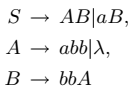 S → AB|aB,
A → abb|λ,
B → bbA